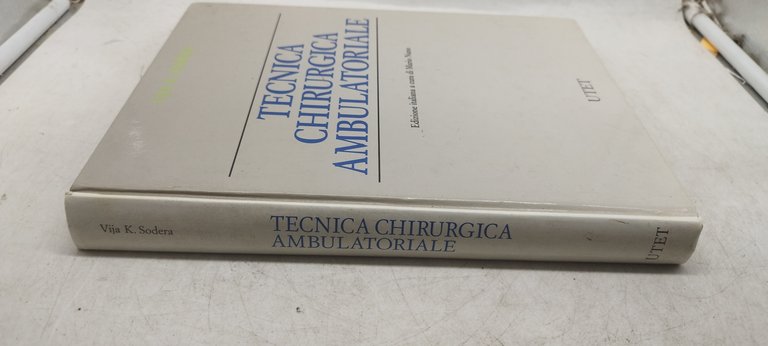 TECNICA
CHIRURGICA
AMBULATORIALE
Edizione italiana a cura di Mario Nano
UTET
Vija K. Sodera
TECNICA CHIRURGICA
AMBULATORIALE
UTET